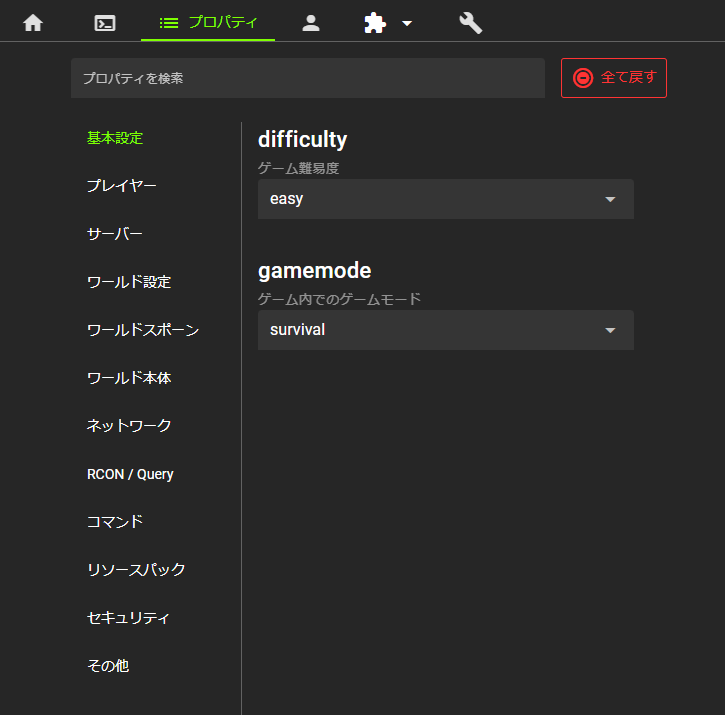 プロパティ
プロパティを検索
全て戻す
基本設定
プレイヤー
サーバー
ワールド設定
ワールドスポーン
ワールド本体
ネットワーク
RCON / Query
コマンド
リソースパック
セキュリティ
その他
difficulty
ゲーム難易度
easy
gamemode
ゲーム内でのゲームモード
survival